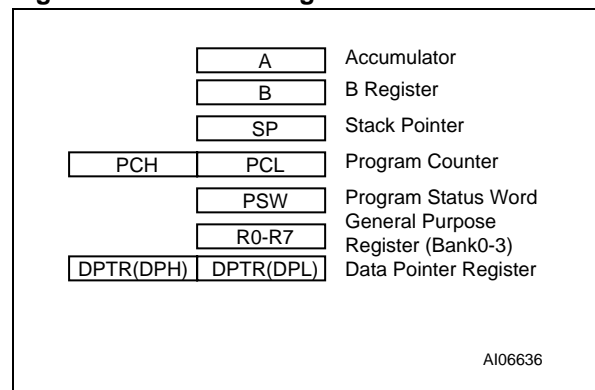 A Accumulator
B B Register
SP Stack Pointer
PCH PCL Program Counter
PSW Program Status Word
R0-R7 General Purpose
Register (Bank0-3)
DPTR(DPH) DPTR(DPL) Data Pointer Register
AI06636